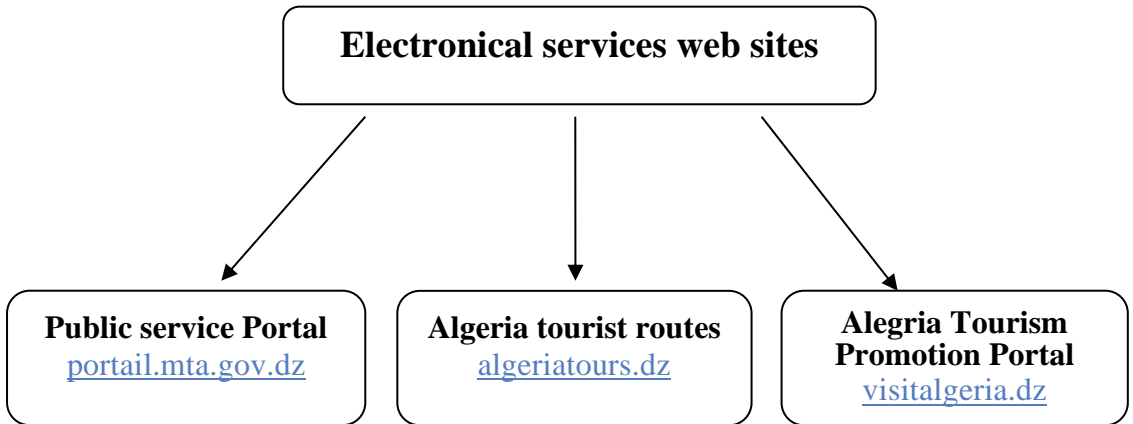 Electronical services web sites
Public service Portal
portail.mta.gov.dz
Algeria tourist routes
algeriatours.dz
Alegria Tourism
Promotion Portal
visitalgeria.dz